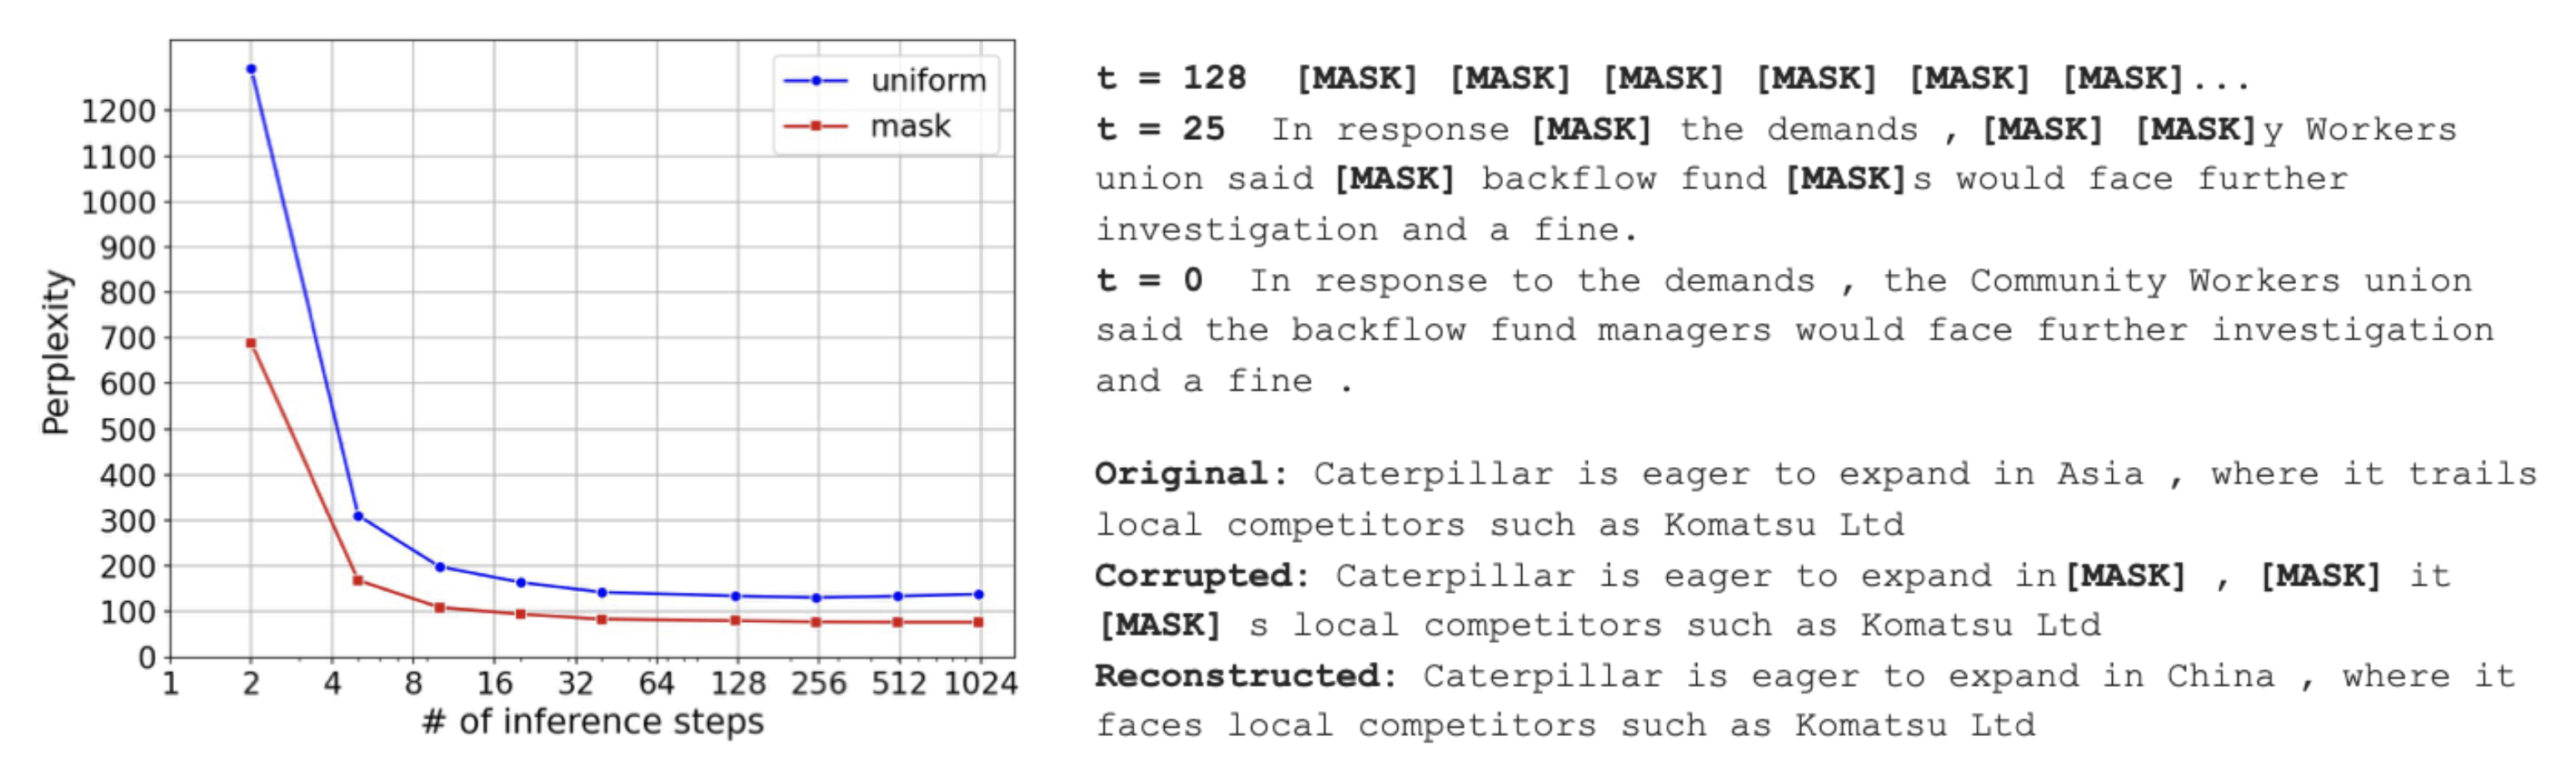 1200
1100
1000
900
800
700
600
500
400
300
200
100
0
Perplexity
1 2 4 8 16 32 64 128 256 512 1024
# of inference steps
uniform
mask
t = 128 [MASK] [MASK] [MASK] [MASK] [MASK] [MASK]...
t = 25 In response [MASK] the demands , [MASK] [MASK]y Workers
union said [MASK] backflow fund [MASK]s would face further
investigation and a fine.
t = 0 In response to the demands , the Community Workers union
said the backflow fund managers would face further investigation
and a fine .
Original: Caterpillar is eager to expand in Asia , where it trails
local competitors such as Komatsu Ltd
Corrupted: Caterpillar is eager to expand in[MASK] , [MASK] it
[MASK] s local competitors such as Komatsu Ltd
Reconstructed: Caterpillar is eager to expand in China , where it
faces local competitors such as Komatsu Ltd